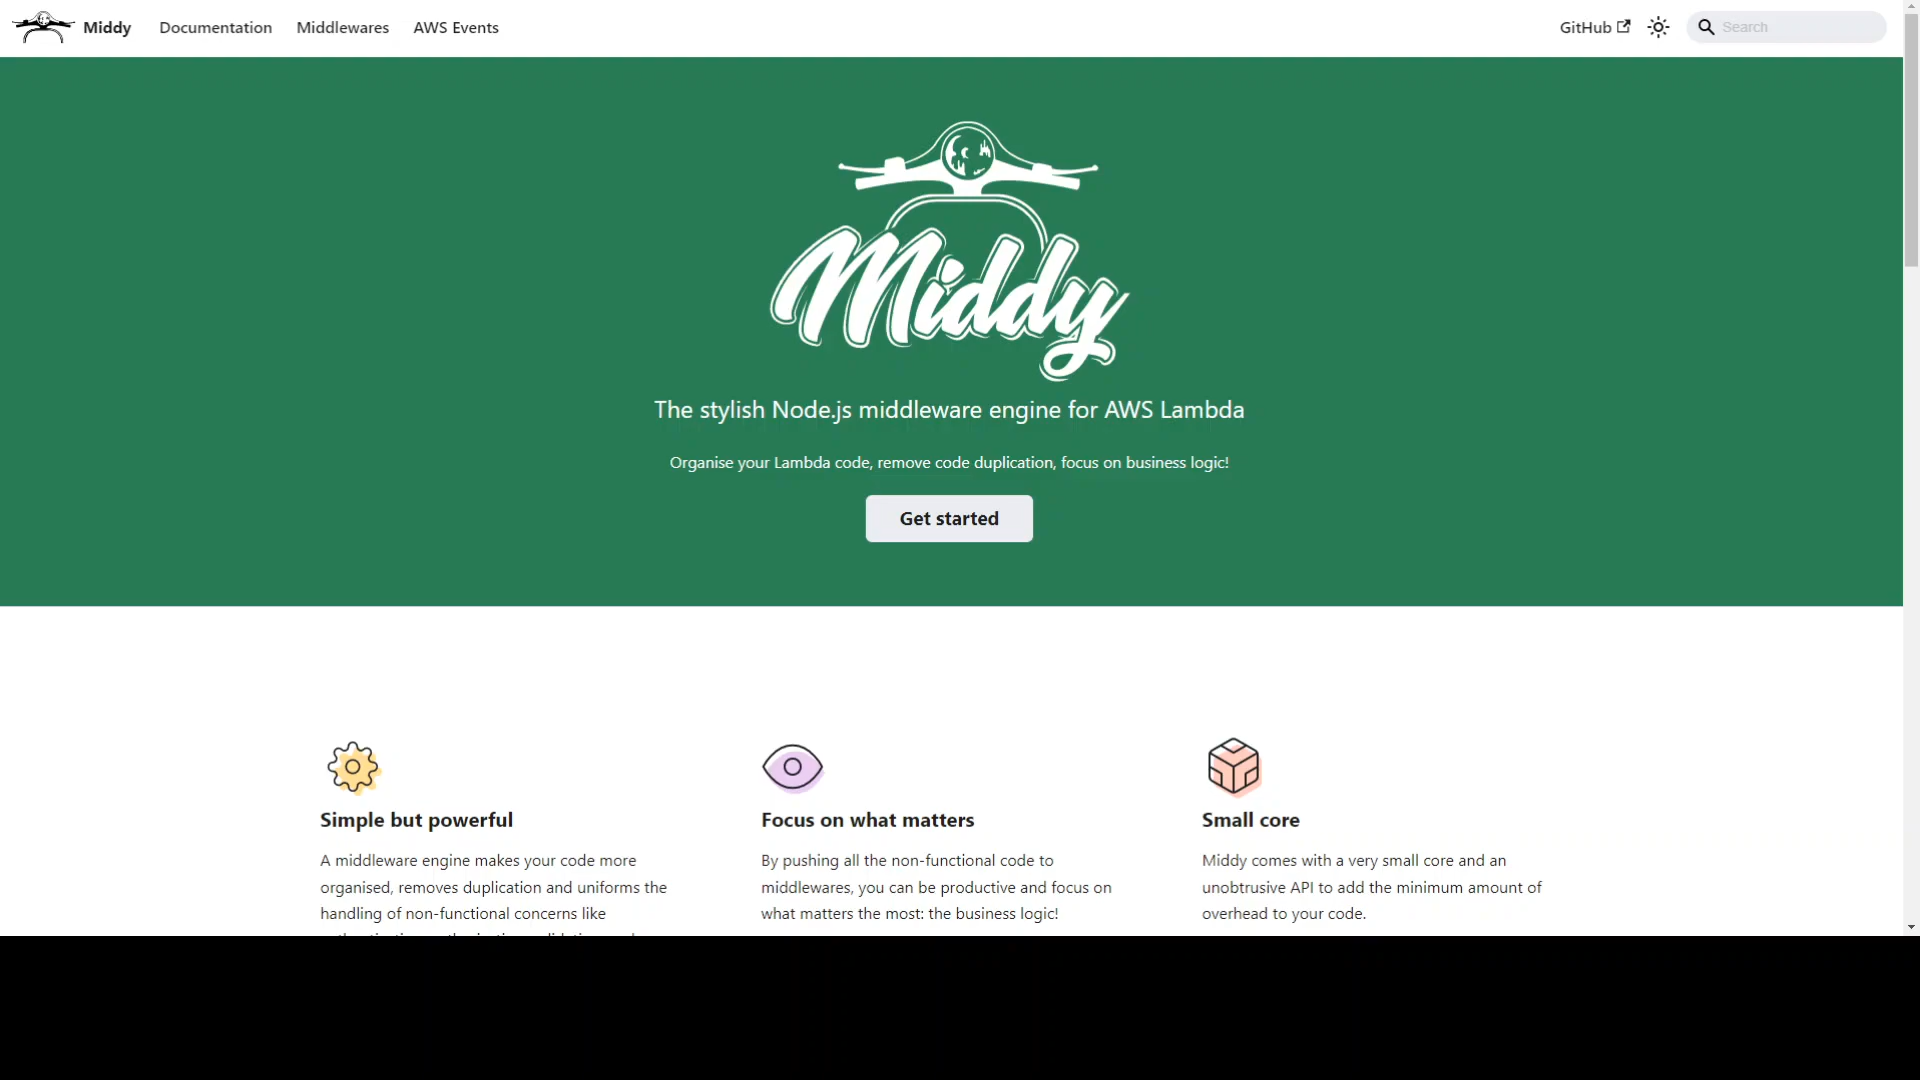 Middy Documentation Middlewares AWS Events GitHub Search
Middy
The stylish Node.js middleware engine for AWS Lambda
Organise your Lambda code, remove code duplication, focus on business logic!
Get started
Simple but powerful
A middleware engine makes your code more
organised, removes duplication and uniforms the
handling of non-functional concerns like
Focus on what matters
By pushing all the non-functional code to
middlewares, you can be productive and focus on
what matters the most: the business logic!
Small core
Middy comes with a very small core and an
unobtrusive API to add the minimum amount of
overhead to your code.